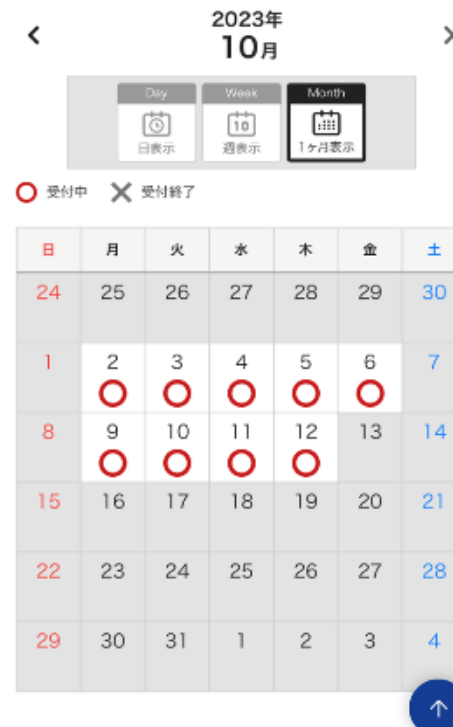 2023年
10月
Day Week Month
10
日表示 週表示 1ヶ月表示
受付中 受付終了
日 月 火 水 木 金 土
24 25 26 27 28 29 30
1 2 3 4 5 6 7
8 9 10 11 12 13 14
15 16 17 18 19 20 21
22 23 24 25 26 27 28
29 30 31 1 2 3 4